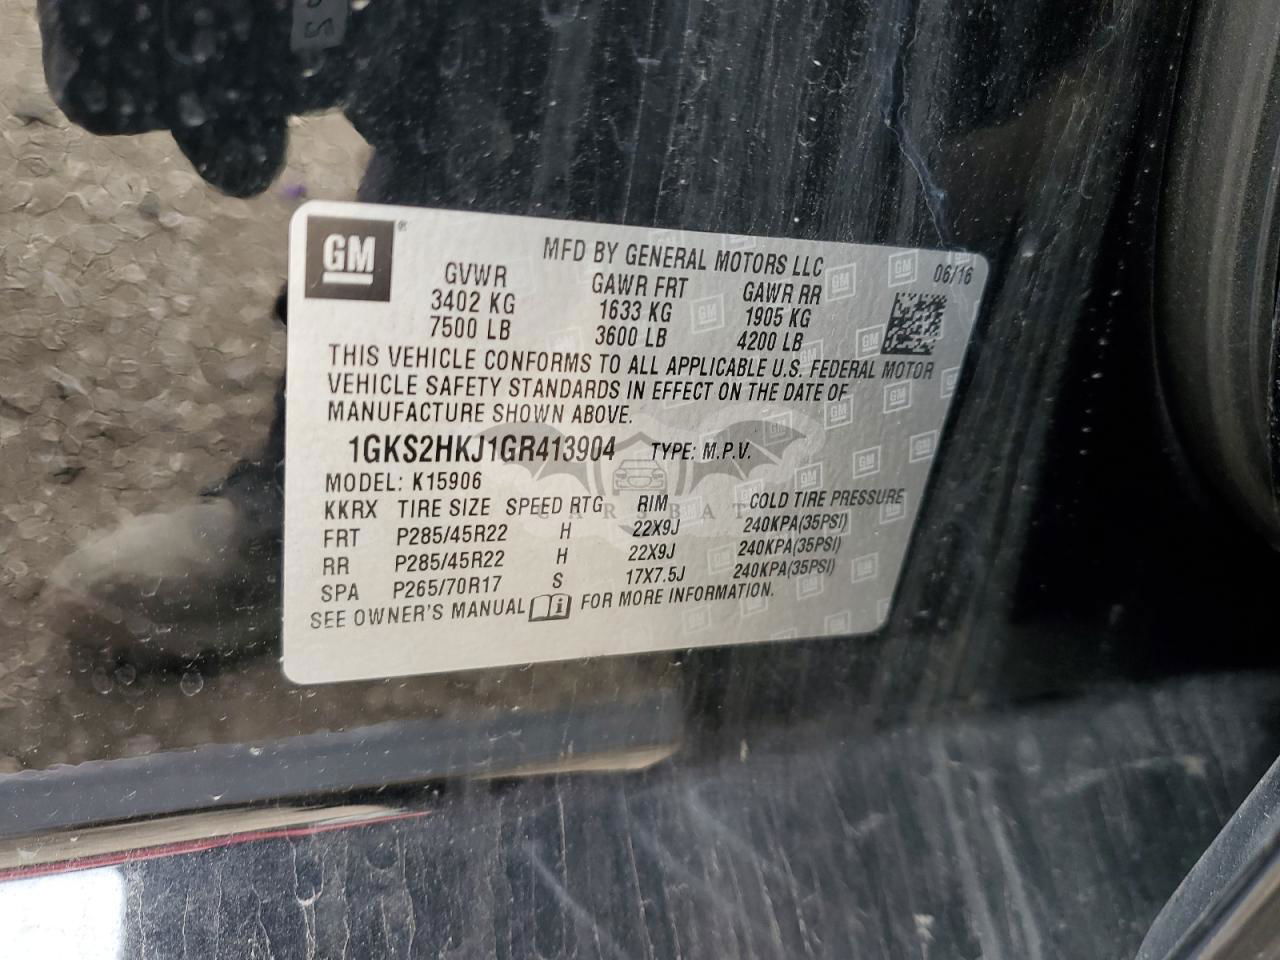 GM
®
MFD BY GENERAL MOTORS LLC
06/16
GVWR GAWR FRT GAWR RR
3402 KG 1633 KG 1905 KG
7500 LB 3600 LB 4200 LB
THIS VEHICLE CONFORMS TO ALL APPLICABLE U.S. FEDERAL MOTOR
VEHICLE SAFETY STANDARDS IN EFFECT ON THE DATE OF
MANUFACTURE SHOWN ABOVE.
1GKS2HKJ1GR413904 TYPE: M.P.V.
MODEL: K15906
KKRX TIRE SIZE SPEED RTG RIM COLD TIRE PRESSURE
FRT P285/45R22 H 22X9J 240KPA(35PSI)
RR P285/45R22 H 22X9J 240KPA(35PSI)
SPA P265/70R17 S 17X7.5J 240KPA(35PSI)
SEE OWNER'S MANUAL FOR MORE INFORMATION.
CARSBAT